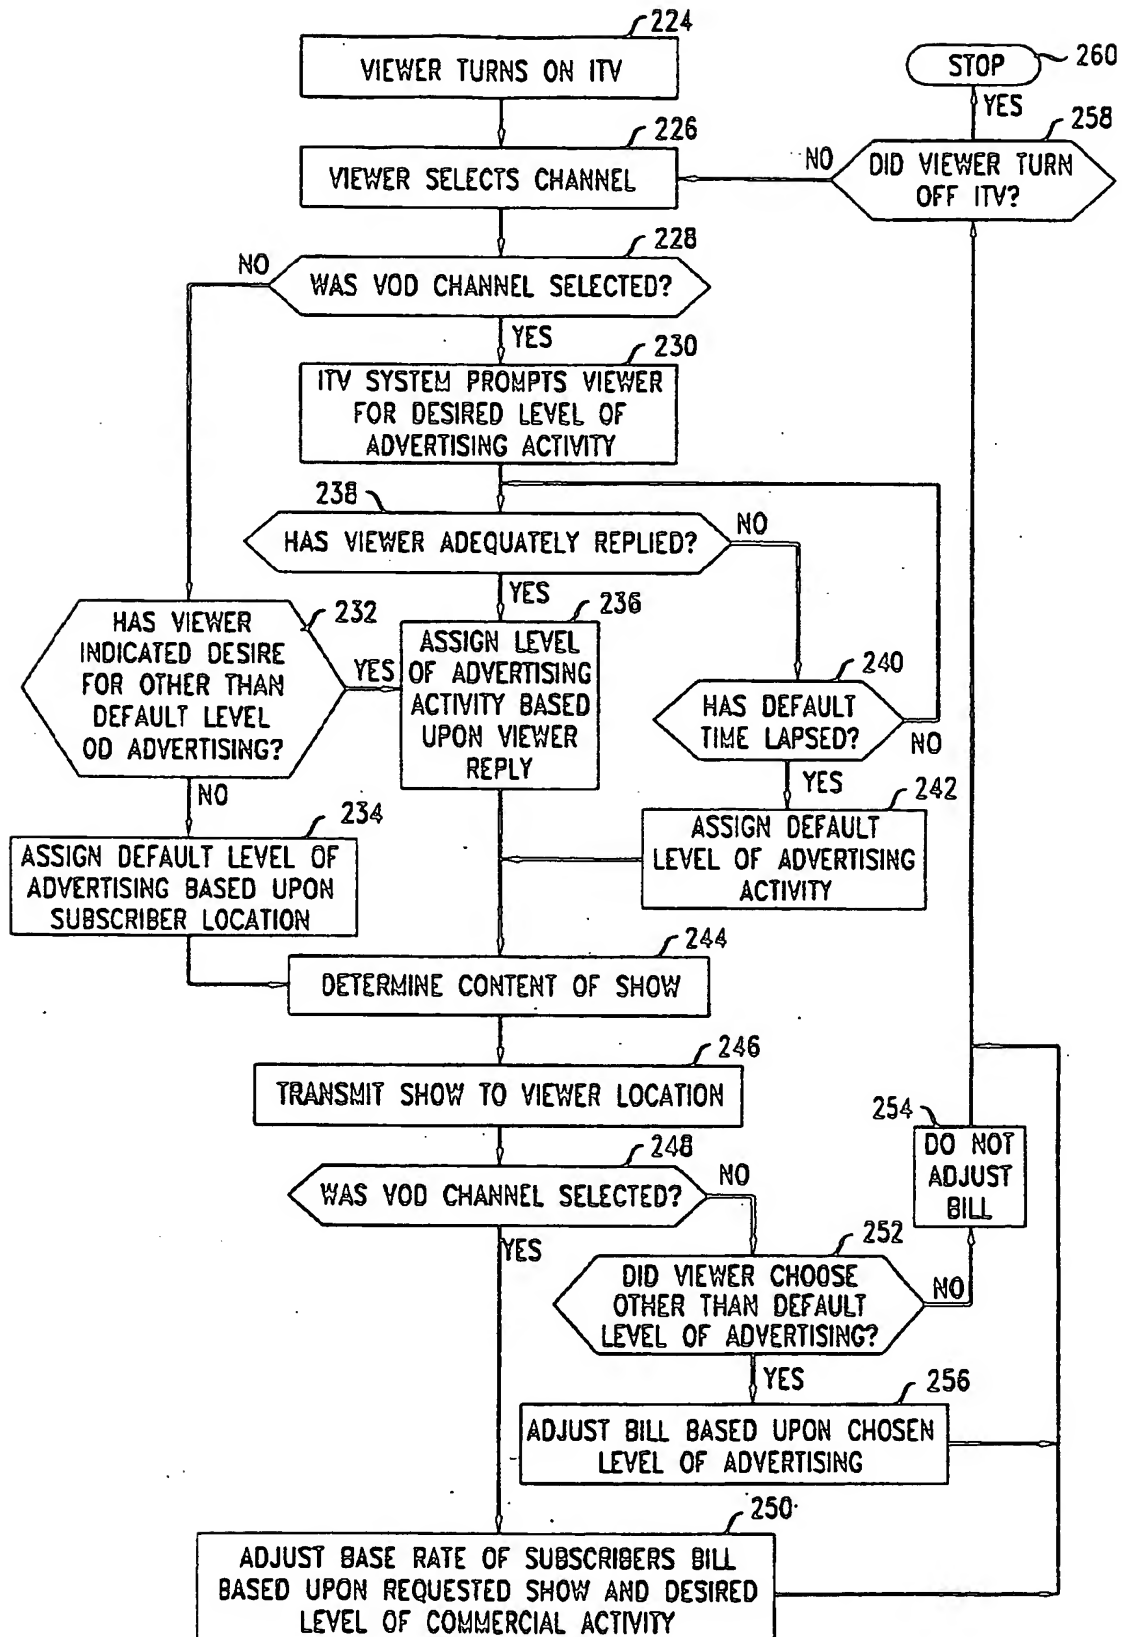 224
VIEWER TURNS ON ITV
STOP
260
YES
258
226
VIEWER SELECTS CHANNEL
NO
DID VIEWER TURN
OFF ITV?
228
NO
WAS VOD CHANNEL SELECTED?
YES
230
ITV SYSTEM PROMPTS VIEWER
FOR DESIRED LEVEL OF
ADVERTISING ACTIVITY
238
HAS VIEWER ADEQUATELY REPLIED?
NO
YES
232
HAS VIEWER
INDICATED DESIRE
FOR OTHER THAN
DEFAULT LEVEL
OD ADVERTISING?
YES
236
ASSIGN LEVEL
OF ADVERTISING
ACTIVITY BASED
UPON VIEWER
REPLY
240
HAS DEFAULT
TIME LAPSED?
NO
YES
NO
234
ASSIGN DEFAULT LEVEL OF
ADVERTISING BASED UPON
SUBSCRIBER LOCATION
242
ASSIGN DEFAULT
LEVEL OF ADVERTISING
ACTIVITY
244
DETERMINE CONTENT OF SHOW
246
TRANSMIT SHOW TO VIEWER LOCATION
248
WAS VOD CHANNEL SELECTED?
NO
YES
254
DO NOT
ADJUST
BILL
252
DID VIEWER CHOOSE
OTHER THAN DEFAULT
LEVEL OF ADVERTISING?
NO
YES
256
ADJUST BILL BASED UPON CHOSEN
LEVEL OF ADVERTISING
250
ADJUST BASE RATE OF SUBSCRIBERS BILL
BASED UPON REQUESTED SHOW AND DESIRED
LEVEL OF COMMERCIAL ACTIVITY